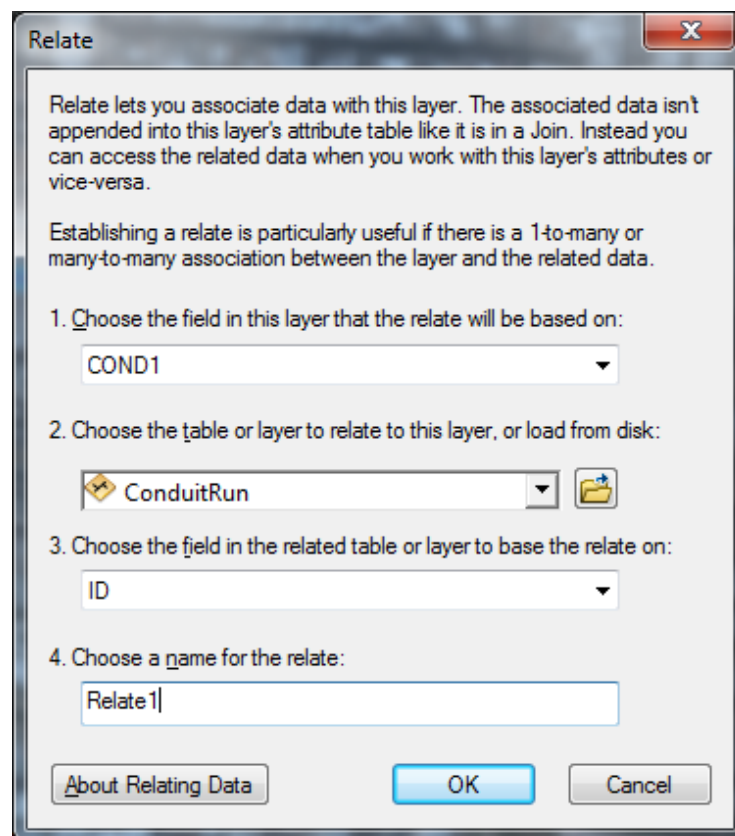 Relate
Relate lets you associate data with this layer. The associated data isn't
appended into this layer's attribute table like it is in a Join. Instead you
can access the related data when you work with this layer's attributes or
vice-versa.
Establishing a relate is particularly useful if there is a 1-to-many or
many-to-many association between the layer and the related data.
1. Choose the field in this layer that the relate will be based on:
COND1
2. Choose the table or layer to relate to this layer, or load from disk:
ConduitRun
3. Choose the field in the related table or layer to base the relate on:
ID
4. Choose a name for the relate:
Relate1
About Relating Data OK Cancel